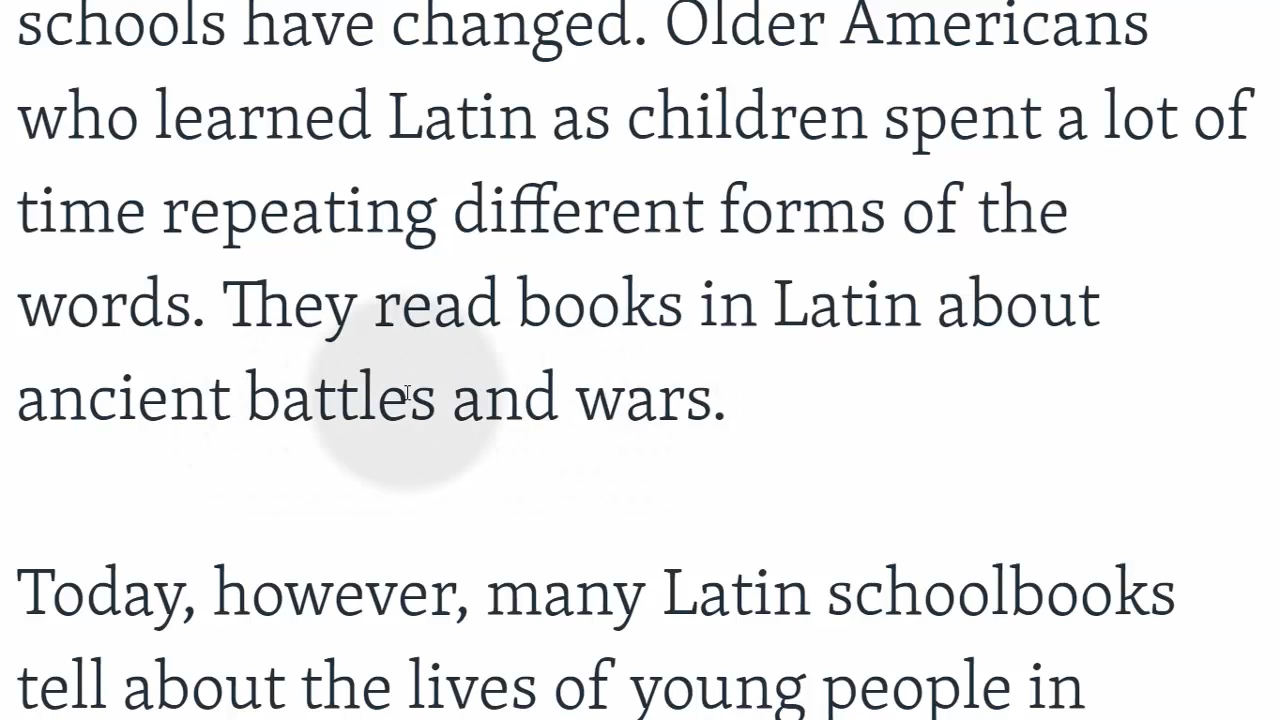 schools have changed. Older Americans
who learned Latin as children spent a lot of
time repeating different forms of the
words. They read books in Latin about
ancient battles and wars.
Today, however, many Latin schoolbooks
tell about the lives of young people in